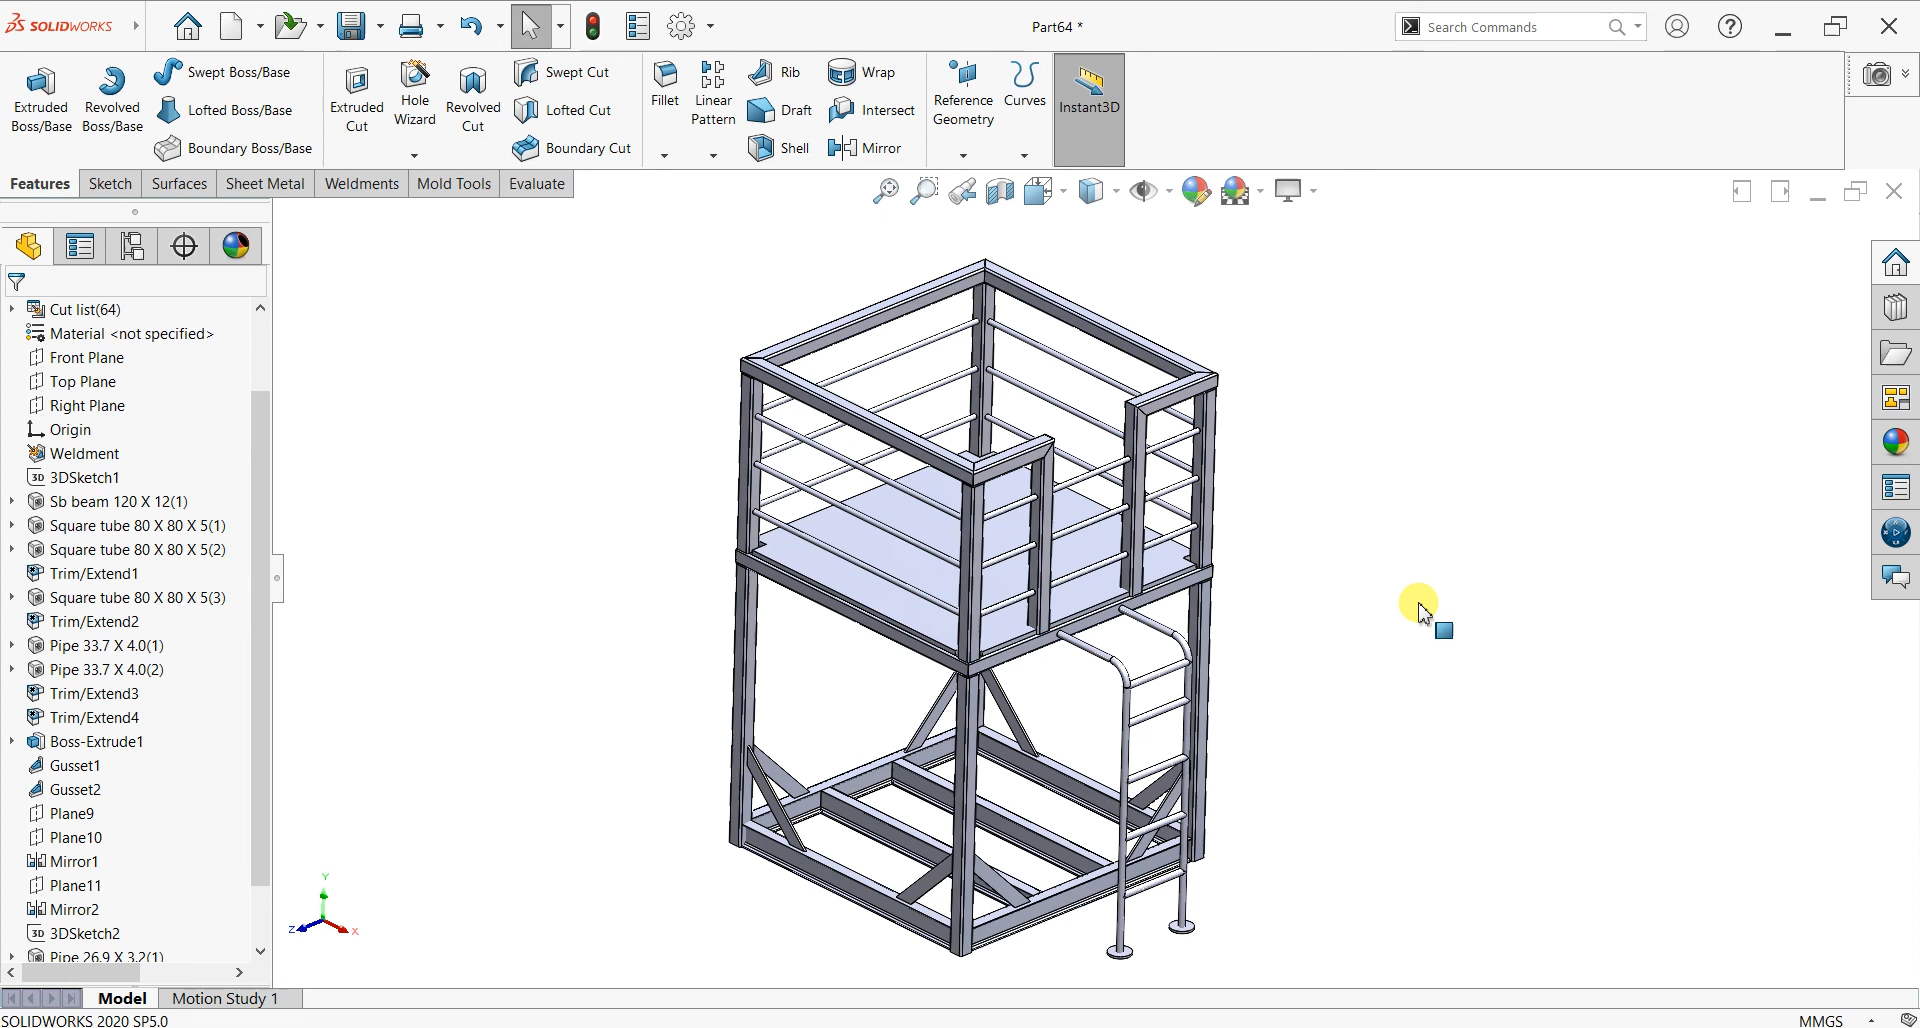 SOLIDWORKS
Part64 *
Search Commands
Extruded Boss/Base
Revolved Boss/Base
Swept Boss/Base
Lofted Boss/Base
Boundary Boss/Base
Extruded Cut
Hole Wizard
Revolved Cut
Swept Cut
Lofted Cut
Boundary Cut
Fillet
Linear Pattern
Rib
Draft
Shell
Wrap
Intersect
Mirror
Reference Geometry
Curves
Instant3D
Features
Sketch
Surfaces
Sheet Metal
Weldments
Mold Tools
Evaluate
Cut list(64)
Material <not specified>
Front Plane
Top Plane
Right Plane
Origin
Weldment
3D 3DSketch1
Sb beam 120 X 12(1)
Square tube 80 X 80 X 5(1)
Square tube 80 X 80 X 5(2)
Trim/Extend1
Square tube 80 X 80 X 5(3)
Trim/Extend2
Pipe 33.7 X 4.0(1)
Pipe 33.7 X 4.0(2)
Trim/Extend3
Trim/Extend4
Boss-Extrude1
Gusset1
Gusset2
Plane9
Plane10
Mirror1
Plane11
Mirror2
3D 3DSketch2
Pipe 26.9 X 3.2(1)
Y
Z
X
Model
Motion Study 1
SOLIDWORKS 2020 SP5.0
MMGS